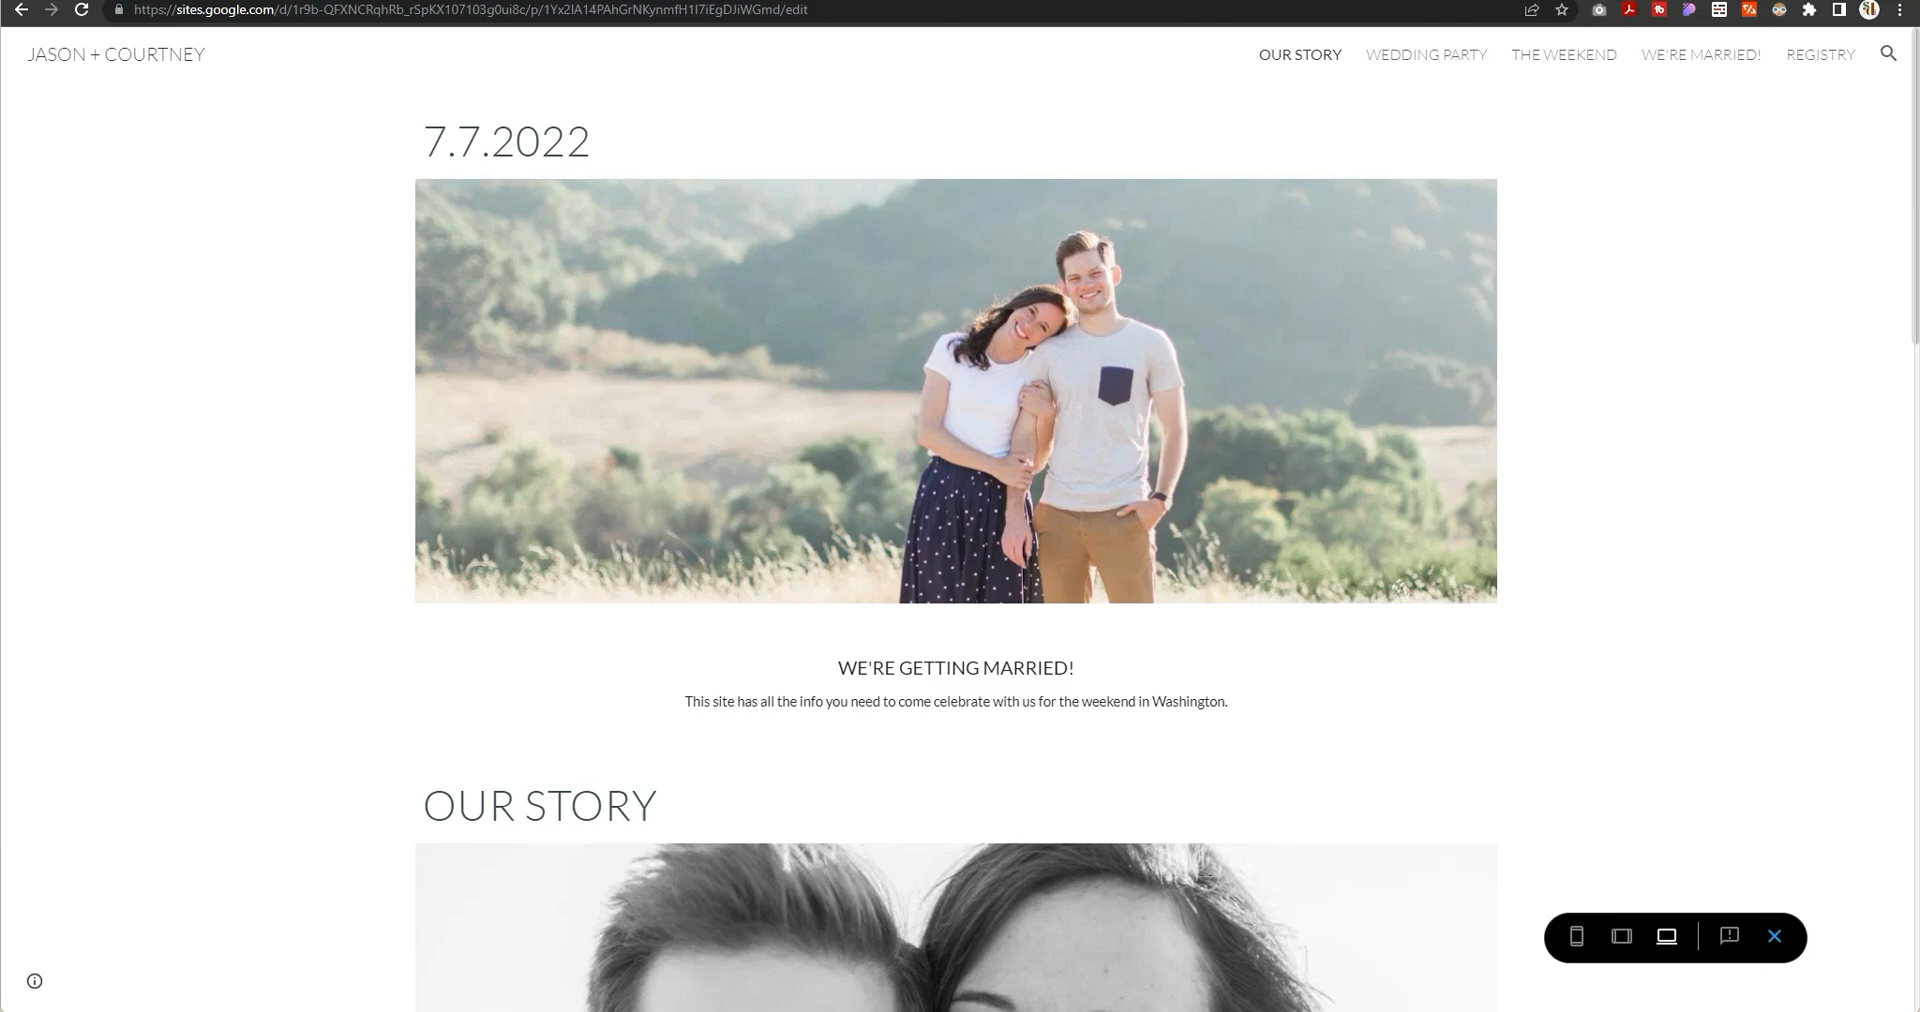 https://sites.google.com/d/1r9b-QFXNCRqhRb_rSpKX107103g0ui8c/p/1Yx2IA14PAhGrNKynmfH1I7iEgDJiWGmd/edit
JASON + COURTNEY
OUR STORY WEDDING PARTY THE WEEKEND WE'RE MARRIED! REGISTRY
7.7.2022
WE'RE GETTING MARRIED!
This site has all the info you need to come celebrate with us for the weekend in Washington.
OUR STORY